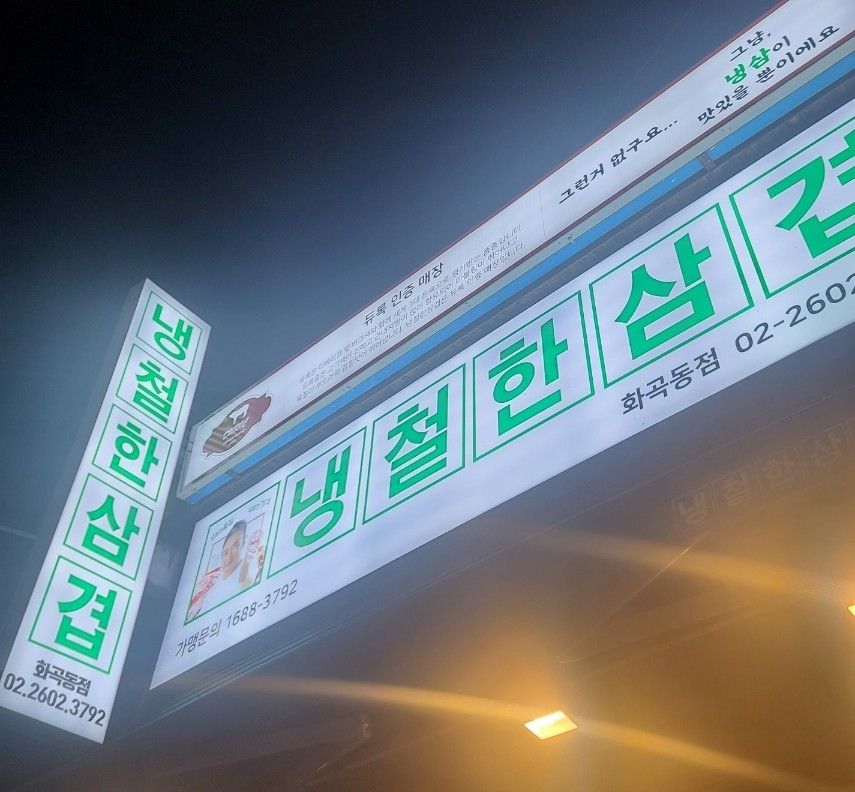 냉철한삼겹
화곡동점
02.2602.3792
듀록 인증 매장
그런거 없구요...
그냥,
냉삼이
맛있을 뿐이에요
냉철한삼겹
화곡동점 02-2602
가맹문의 1688-3792